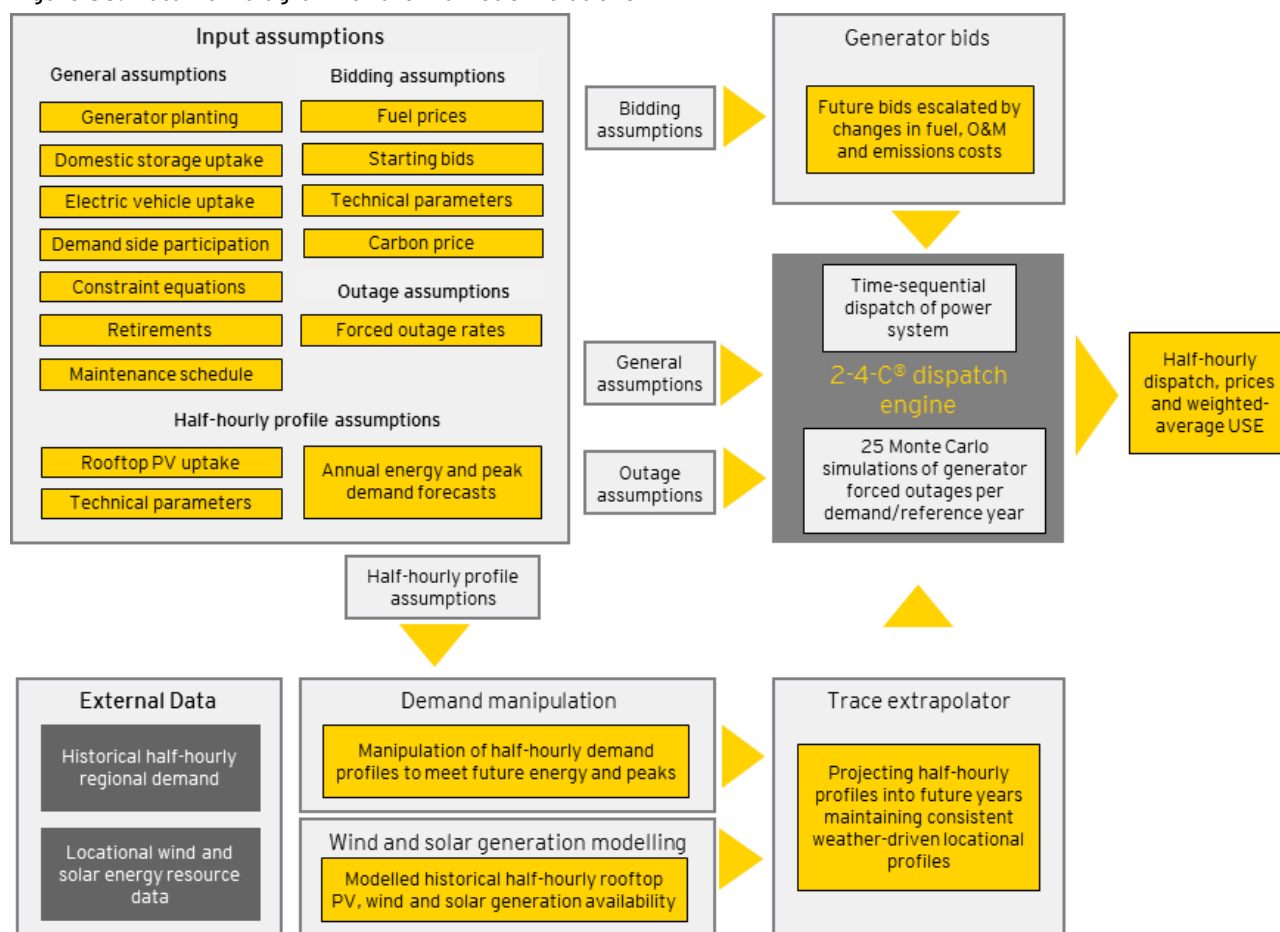 Input assumptions
General assumptions
Generator planting
Domestic storage uptake
Electric vehicle uptake
Demand side participation
Constraint equations
Retirements
Maintenance schedule
Bidding assumptions
Fuel prices
Starting bids
Technical parameters
Carbon price
Outage assumptions
Forced outage rates
Half-hourly profile assumptions
Rooftop PV uptake
Technical parameters
Annual energy and peak
demand forecasts
Bidding
assumptions
General
assumptions
Outage
assumptions
Generator bids
Future bids escalated by
changes in fuel, O&M
and emissions costs
Time-sequential
dispatch of power
system
2-4-C® dispatch
engine
25 Monte Carlo
simulations of generator
forced outages per
demand/reference year
Half-hourly
dispatch, prices
and weighted-
average USE
Half-hourly profile
assumptions
External Data
Historical half-hourly
regional demand
Locational wind and
solar energy resource
data
Demand manipulation
Manipulation of half-hourly demand
profiles to meet future energy and peaks
Wind and solar generation modelling
Modelled historical half-hourly rooftop
PV, wind and solar generation availability
Trace extrapolator
Projecting half-hourly
profiles into future years
maintaining consistent
weather-driven locational
profiles